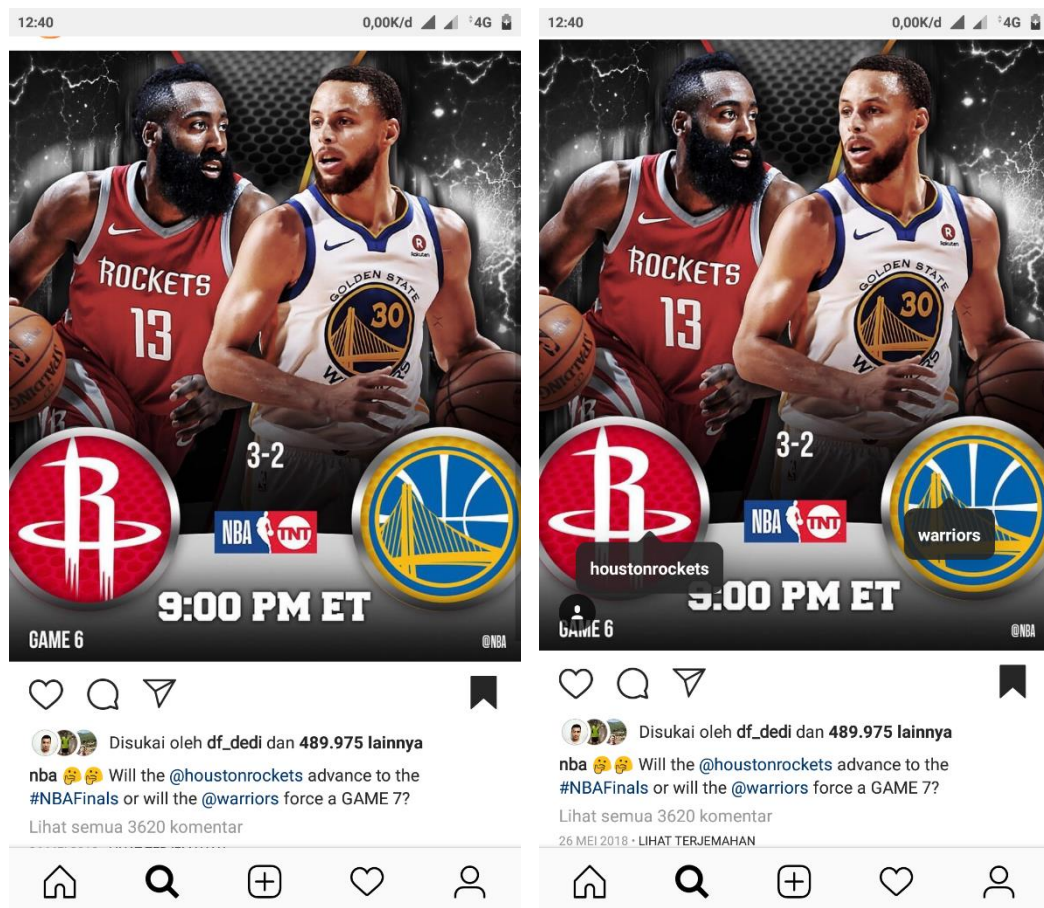 12:40
0,00K/d
4G
ROCKETS
13
Rakuten
GOLDEN STATE
30
SPALDING
13
3-2
R
NBA
TNT
9:00 PM ET
GAME 6
@NBA
Disukai oleh df_dedi dan 489.975 lainnya
nba 🤔🤔 Will the @houstonrockets advance to the
#NBAFinals or will the @warriors force a GAME 7?
Lihat semua 3620 komentar
12:40
0,00K/d
4G
ROCKETS
13
Rakuten
GOLDEN STATE
30
3-2
R
NBA
TNT
warriors
houstonrockets
9:00 PM ET
GAME 6
@NBA
Disukai oleh df_dedi dan 489.975 lainnya
nba 🤔🤔 Will the @houstonrockets advance to the
#NBAFinals or will the @warriors force a GAME 7?
Lihat semua 3620 komentar
26 MEI 2018 • LIHAT TERJEMAHAN